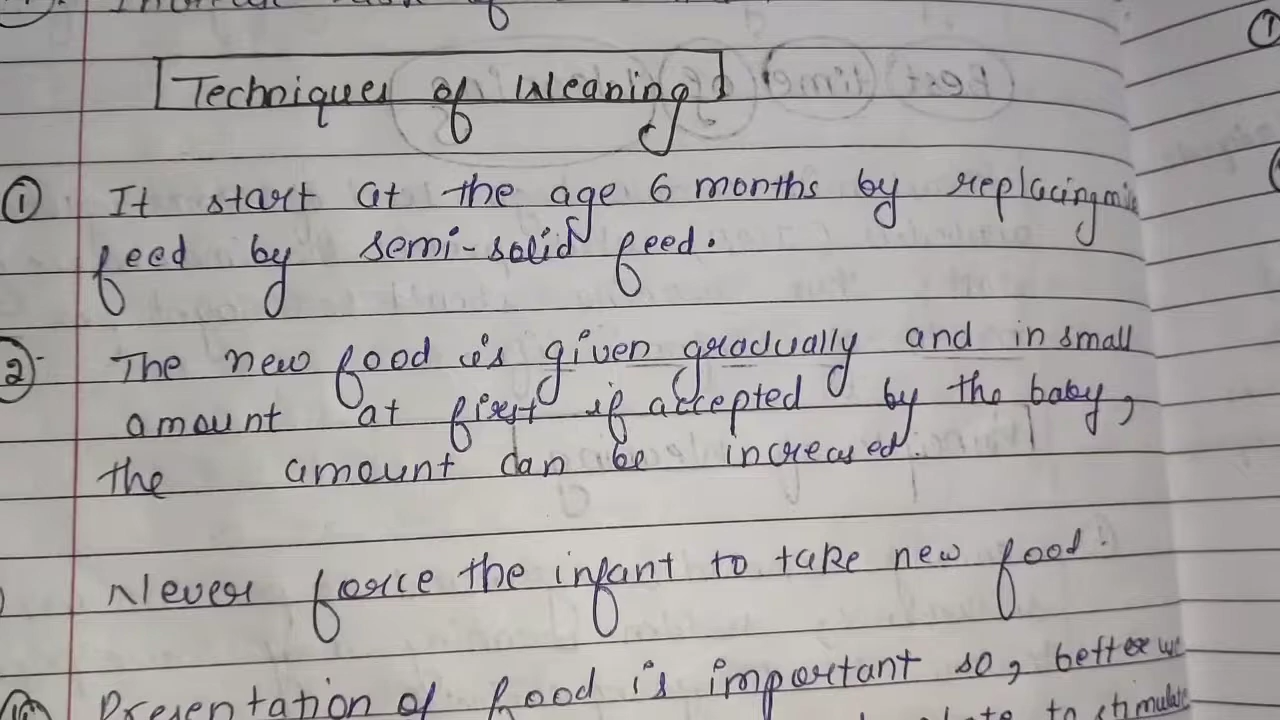 Techniques of Weaning
① It start at the age 6 months by replacing
feed by semi-solid feed.
② The new food is given gradually and in small
amount at first if accepted by the baby,
the amount can be increased.
Never force the infant to take new food.
Presentation of food is important so, better
to stimulate